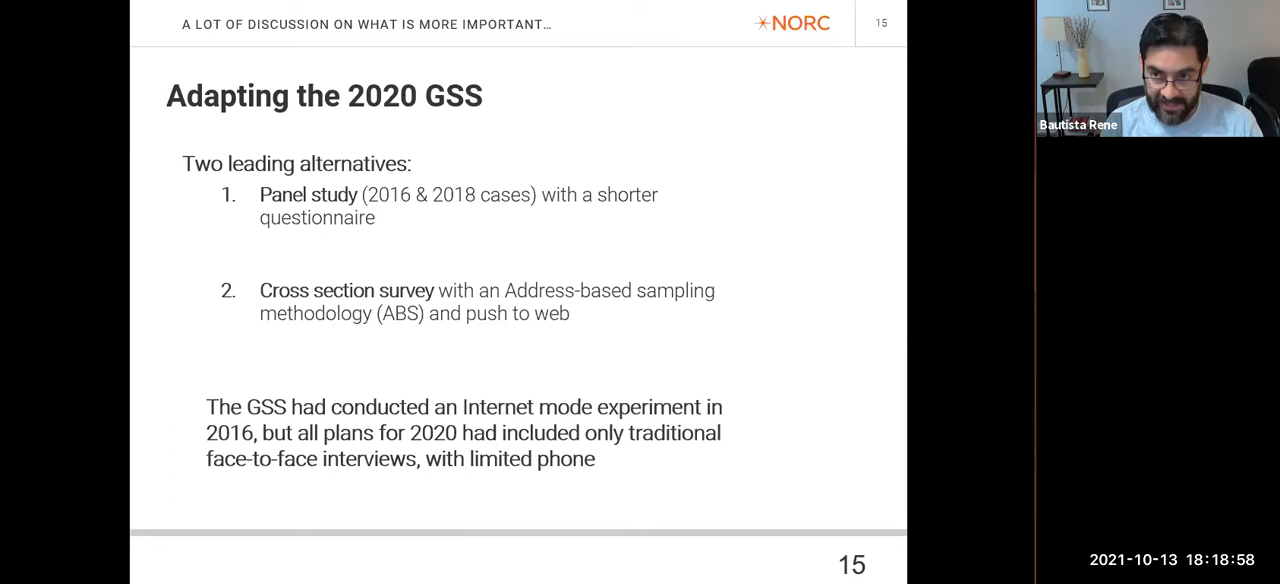 A LOT OF DISCUSSION ON WHAT IS MORE IMPORTANT…
NORC
15
Adapting the 2020 GSS
Two leading alternatives:
1. Panel study (2016 & 2018 cases) with a shorter
questionnaire
2. Cross section survey with an Address-based sampling
methodology (ABS) and push to web
The GSS had conducted an Internet mode experiment in
2016, but all plans for 2020 had included only traditional
face-to-face interviews, with limited phone
15
Bautista Rene
2021-10-13 18:18:58